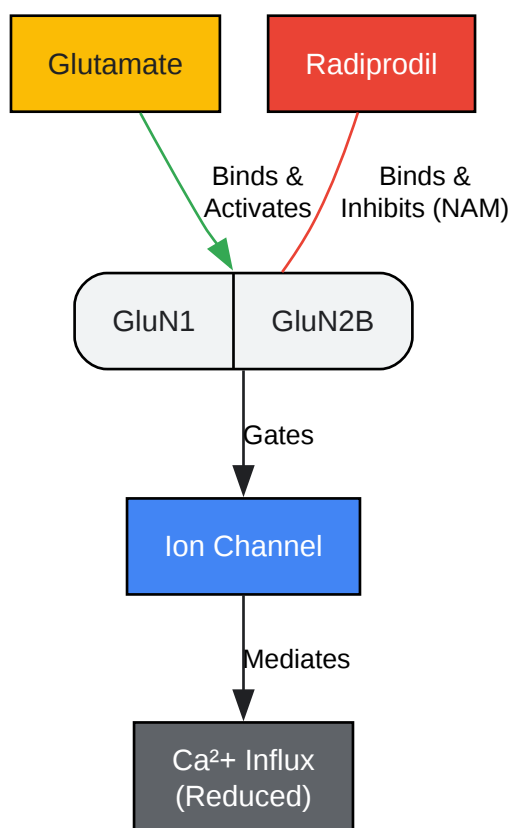 Glutamate
Radiprodil
Binds &
Activates
Binds &
Inhibits (NAM)
GluN1
GluN2B
Gates
Ion Channel
Mediates
Ca²+ Influx
(Reduced)